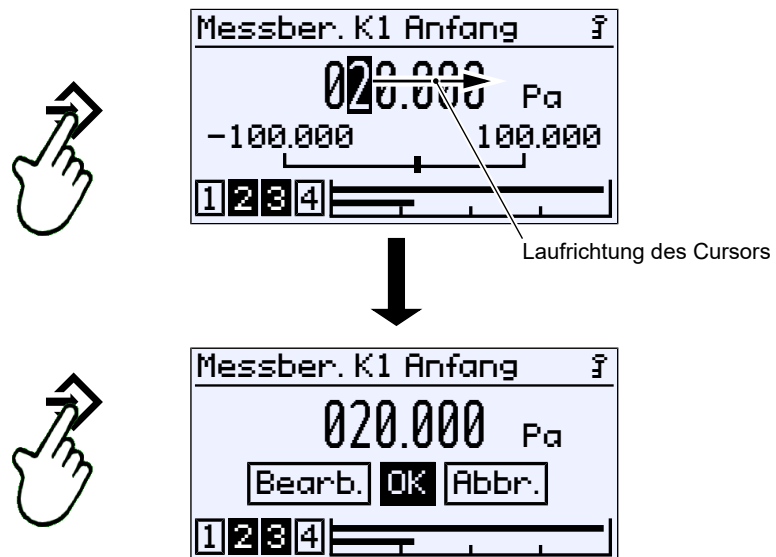 Messber. K1 Anfang
020.000 Pa
-100.000 100.000
1 2 3 4
Laufrichtung des Cursors
Messber. K1 Anfang
020.000 Pa
Bearb. OK Abbr.
1 2 3 4